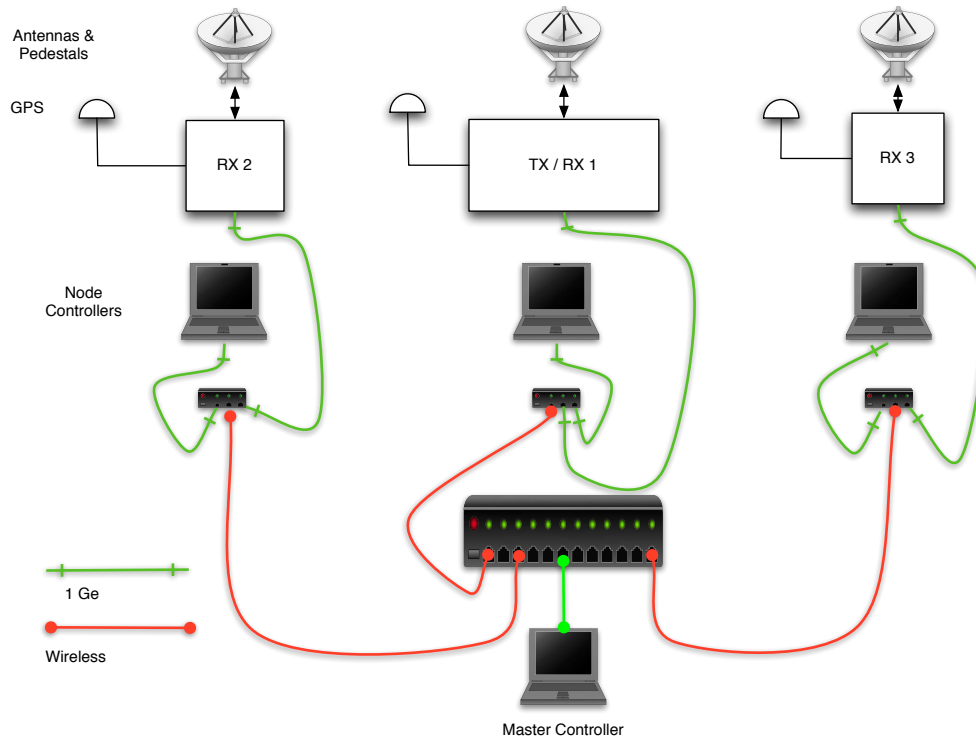 Antennas &
Pedestals
GPS
RX 2
TX / RX 1
RX 3
Node
Controllers
1 Ge
Wireless
Master Controller